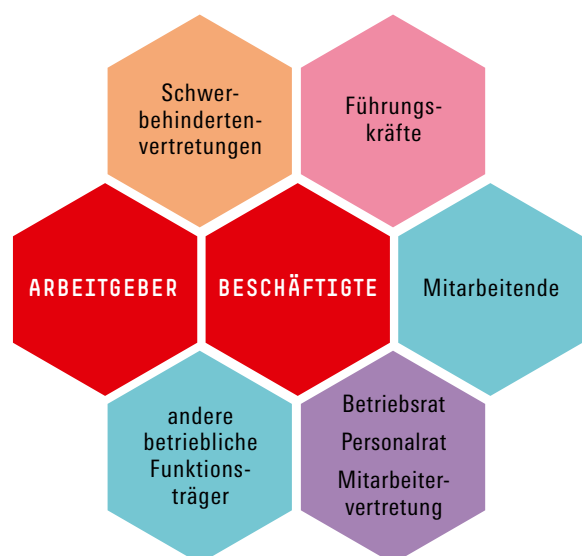 Schwer-
behinderten-
vertretungen
Führungs-
kräfte
ARBEITGEBER
BESCHÄFTIGTE
Mitarbeitende
andere
betriebliche
Funktions-
träger
Betriebsrat
Personalrat
Mitarbeiter-
vertretung